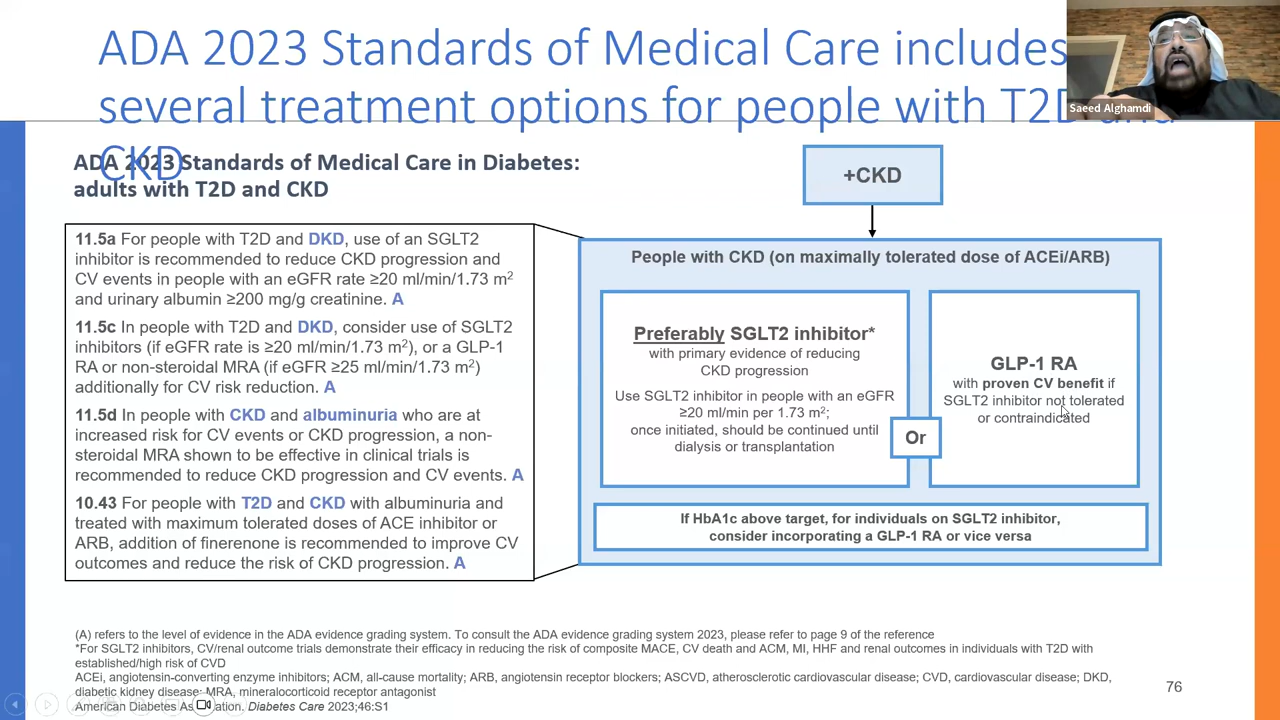 ADA 2023 Standards of Medical Care includes
several treatment options for people with T2D and
CKD
Saeed Alghamdi
ADA 2023 Standards of Medical Care in Diabetes:
adults with T2D and CKD
11.5a For people with T2D and DKD, use of an SGLT2
inhibitor is recommended to reduce CKD progression and
CV events in people with an eGFR rate ≥20 ml/min/1.73 m²
and urinary albumin ≥200 mg/g creatinine. A
11.5c In people with T2D and DKD, consider use of SGLT2
inhibitors (if eGFR rate is ≥20 ml/min/1.73 m²), or a GLP-1
RA or non-steroidal MRA (if eGFR ≥25 ml/min/1.73 m²)
additionally for CV risk reduction. A
11.5d In people with CKD and albuminuria who are at
increased risk for CV events or CKD progression, a non-
steroidal MRA shown to be effective in clinical trials is
recommended to reduce CKD progression and CV events. A
10.43 For people with T2D and CKD with albuminuria and
treated with maximum tolerated doses of ACE inhibitor or
ARB, addition of finerenone is recommended to improve CV
outcomes and reduce the risk of CKD progression. A
+CKD
People with CKD (on maximally tolerated dose of ACEi/ARB)
Preferably SGLT2 inhibitor*
with primary evidence of reducing
CKD progression
Use SGLT2 inhibitor in people with an eGFR
≥20 ml/min per 1.73 m²;
once initiated, should be continued until
dialysis or transplantation
Or
GLP-1 RA
with proven CV benefit if
SGLT2 inhibitor not tolerated
or contraindicated
If HbA1c above target, for individuals on SGLT2 inhibitor,
consider incorporating a GLP-1 RA or vice versa
(A) refers to the level of evidence in the ADA evidence grading system. To consult the ADA evidence grading system 2023, please refer to page 9 of the reference
*For SGLT2 inhibitors, CV/renal outcome trials demonstrate their efficacy in reducing the risk of composite MACE, CV death and ACM, MI, HHF and renal outcomes in individuals with T2D with
established/high risk of CVD
ACEi, angiotensin-converting enzyme inhibitors; ACM, all-cause mortality; ARB, angiotensin receptor blockers; ASCVD, atherosclerotic cardiovascular disease; CVD, cardiovascular disease; DKD,
diabetic kidney disease; MRA, mineralocorticoid receptor antagonist
American Diabetes Association. Diabetes Care 2023;46:S1
76